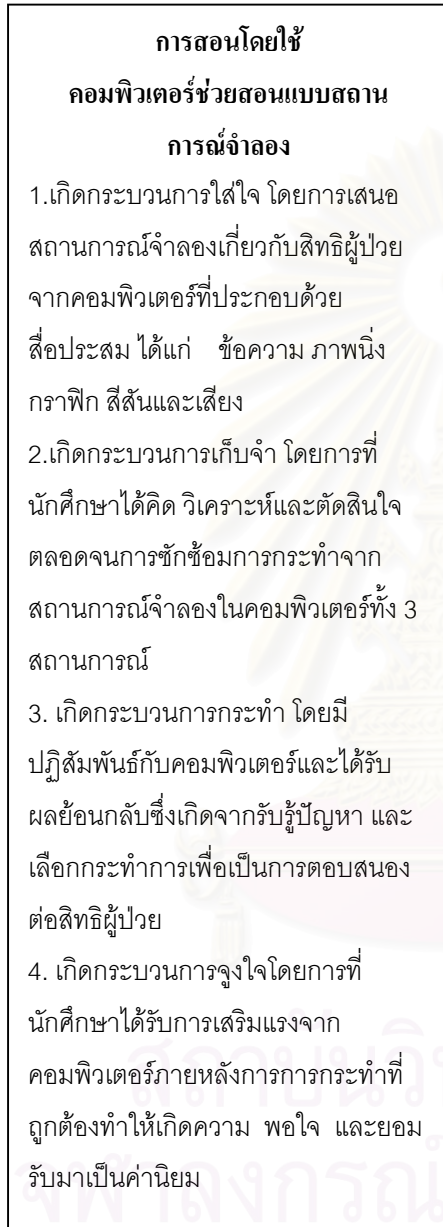 การสอนโดยใช้
คอมพิวเตอร์ช่วยสอนแบบสถาน
การณ์จำลอง
1.เกิดกระบวนการใส่ใจ โดยการเสนอ
สถานการณ์จำลองเกี่ยวกับสิทธิผู้ป่วย
จากคอมพิวเตอร์ที่ประกอบด้วย
สื่อประสม ได้แก่ ข้อความ ภาพนิ่ง
กราฟิก สีสันและเสียง
2.เกิดกระบวนการเก็บจำ โดยการที่
นักศึกษาได้คิด วิเคราะห์และตัดสินใจ
ตลอดจนการซักซ้อมการกระทำจาก
สถานการณ์จำลองในคอมพิวเตอร์ทั้ง 3
สถานการณ์
3. เกิดกระบวนการกระทำ โดยมี
ปฏิสัมพันธ์กับคอมพิวเตอร์และได้รับ
ผลย้อนกลับซึ่งเกิดจากรับรู้ปัญหา และ
เลือกกระทำการเพื่อเป็นการตอบสนอง
ต่อสิทธิผู้ป่วย
4. เกิดกระบวนการจูงใจโดยการที่
นักศึกษาได้รับการเสริมแรงจาก
คอมพิวเตอร์ภายหลังการการกระทำที่
ถูกต้องทำให้เกิดความ พอใจ และยอม
รับมาเป็นค่านิยม